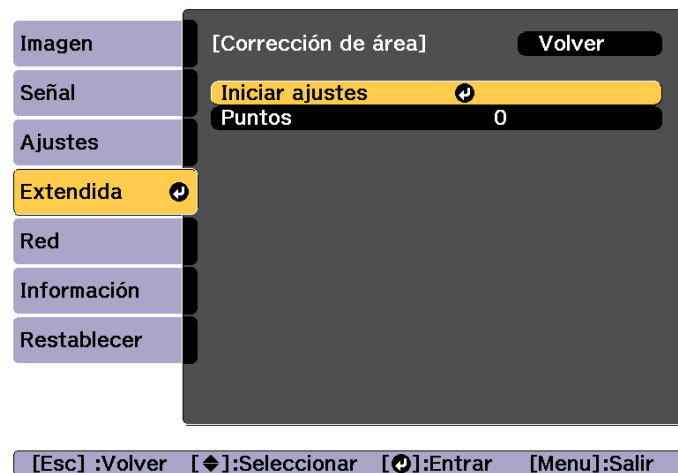 Imagen
Señal
Ajustes
Extendida
Red
Información
Restablecer
[Corrección de área] Volver
Iniciar ajustes
Puntos 0
[Esc] :Volver [◆]:Seleccionar [↵]:Entrar [Menu]:Salir